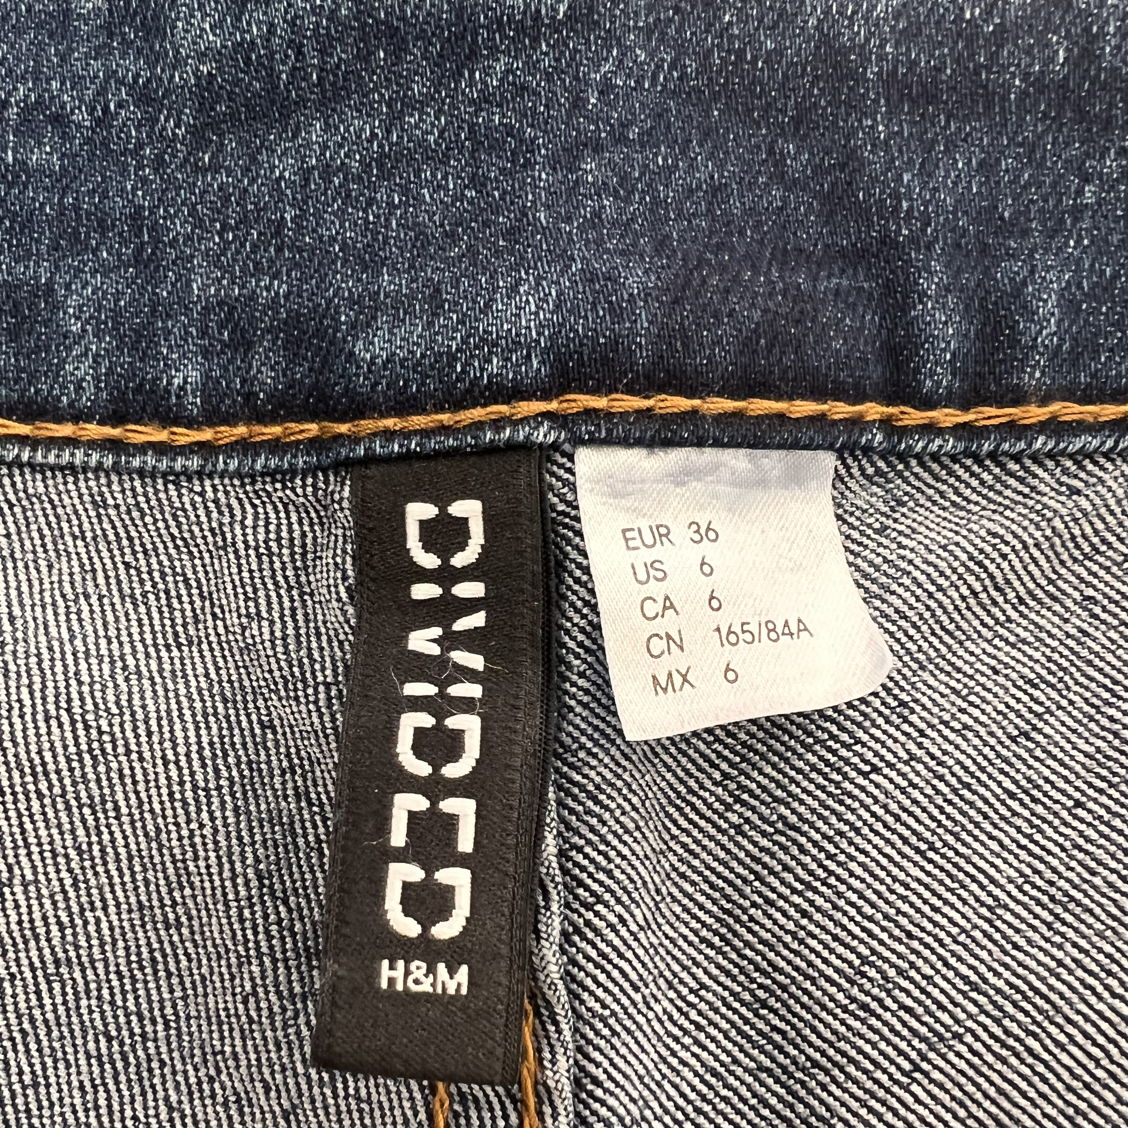 DIVIDED
H&M
EUR 36
US 6
CA 6
CN 165/84A
MX 6